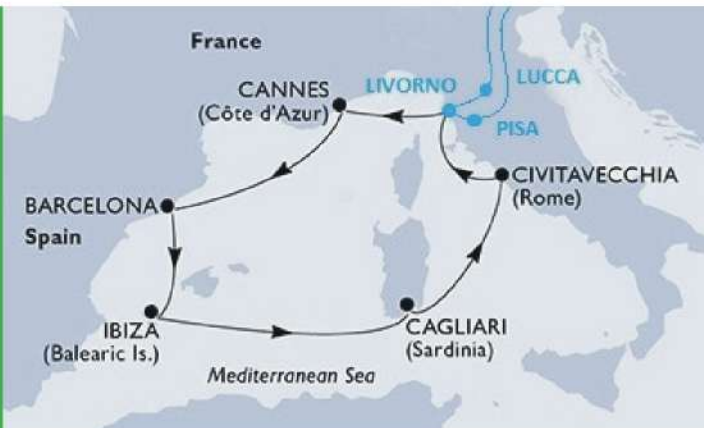 France
CANNES
(Côte d'Azur)
LIVORNO
LUCCA
PISA
CIVITAVECCHIA
(Rome)
BARCELONA
Spain
IBIZA
(Balearic Is.)
CAGLIARI
(Sardinia)
Mediterranean Sea